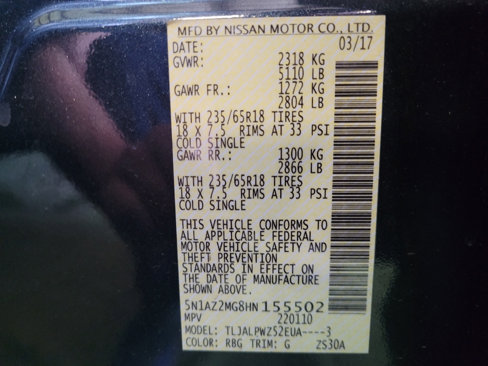 MFD BY NISSAN MOTOR CO., LTD.
DATE: 03/17
GVWR: 2318 KG
5110 LB
GAWR FR.: 1272 KG
2804 LB
WITH 235/65R18 TIRES
18 X 7.5 RIMS AT 33 PSI
COLD SINGLE
GAWR RR.: 1300 KG
2866 LB
WITH 235/65R18 TIRES
18 X 7.5 RIMS AT 33 PSI
COLD SINGLE
THIS VEHICLE CONFORMS TO
ALL APPLICABLE FEDERAL
MOTOR VEHICLE SAFETY AND
THEFT PREVENTION
STANDARDS IN EFFECT ON
THE DATE OF MANUFACTURE
SHOWN ABOVE.
5N1AZ2MG8HN 155502
MPV 220110
MODEL: TLJALPWZ52EUA----3
COLOR: RBG TRIM: G ZS30A